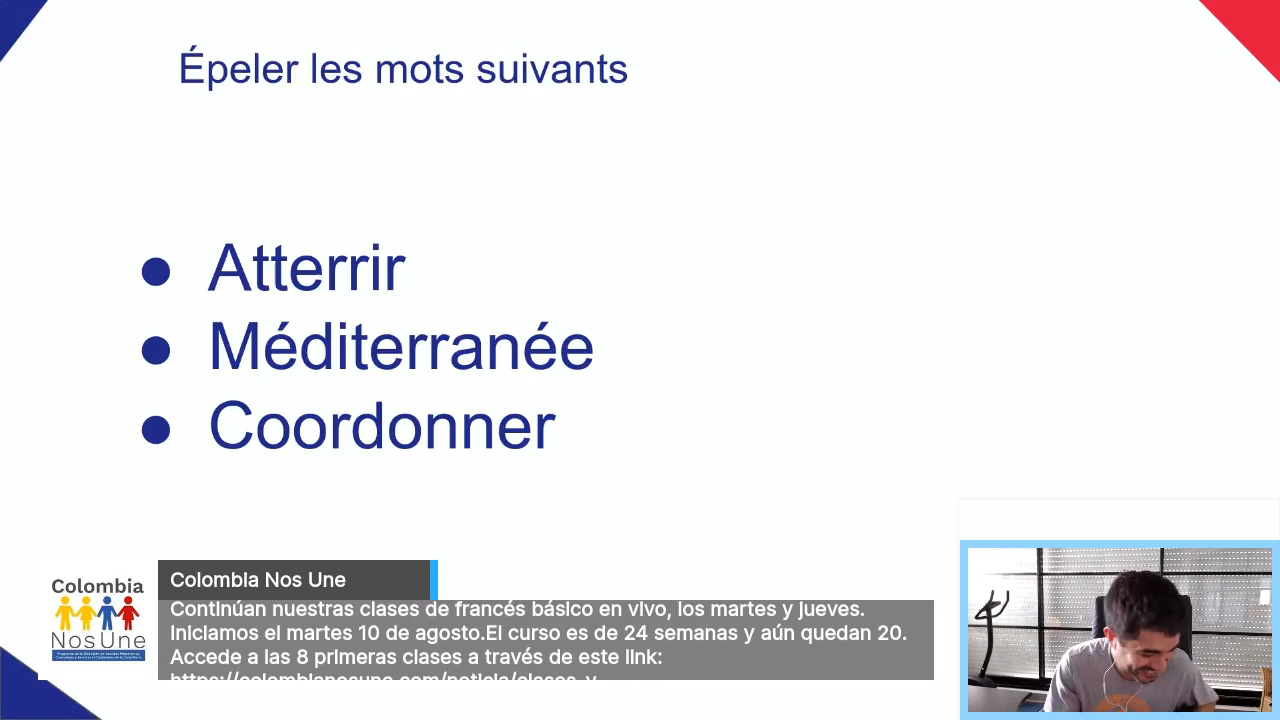 Épeler les mots suivants
Atterrir
Méditerranée
Coordonner
Colombia
NosUne
Colombia Nos Une
Continúan nuestras clases de francés básico en vivo, los martes y jueves.
Iniciamos el martes 10 de agosto.El curso es de 24 semanas y aún quedan 20.
Accede a las 8 primeras clases a través de este link: